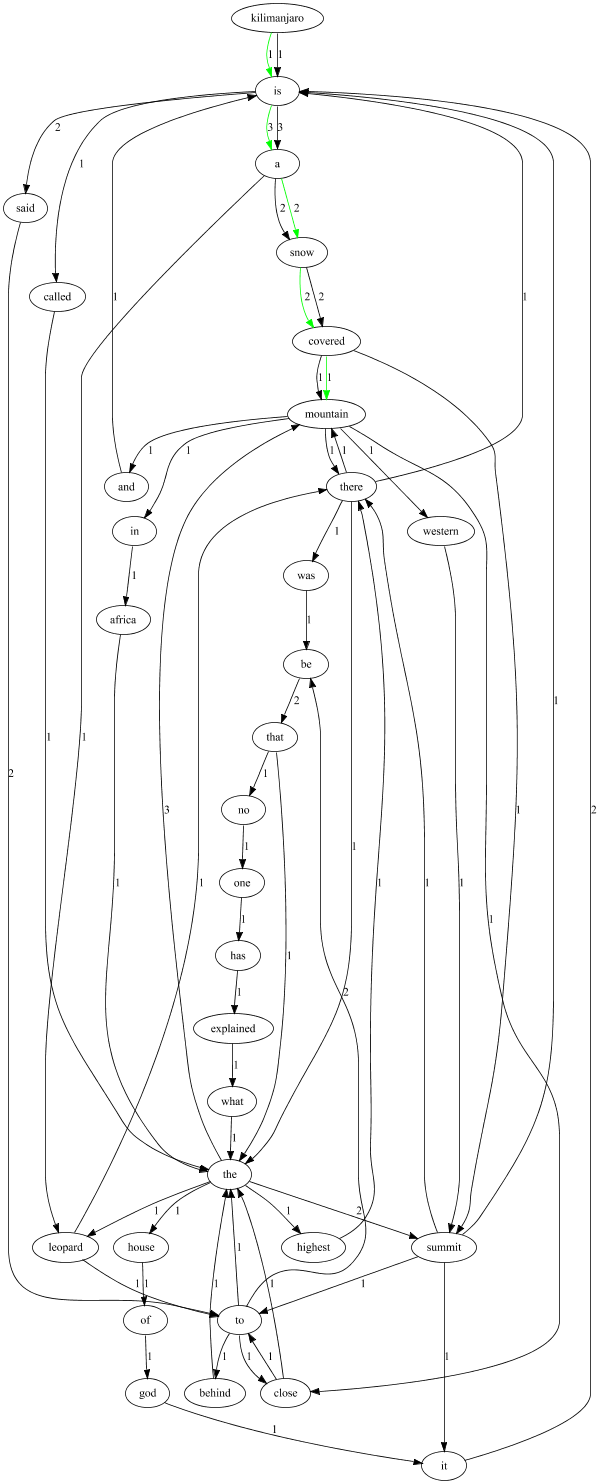 kilimanjaro
1 1
is
2
1
3 3
a
said
2 2
snow
called
2 2
1
1
covered
1 1
mountain
1
1
1 1
1
and
there
in
western
1
was
1
africa
1
be
2
that
1
1
1
2
2
no
3
1
1
one
1
1
1
1
1
1
has
1
1
2
explained
1
what
1
the
1
1
1
2
leopard
house
highest
summit
1
1
1
1
1
of
to
1
1
1
1
1
god
behind
close
1
it